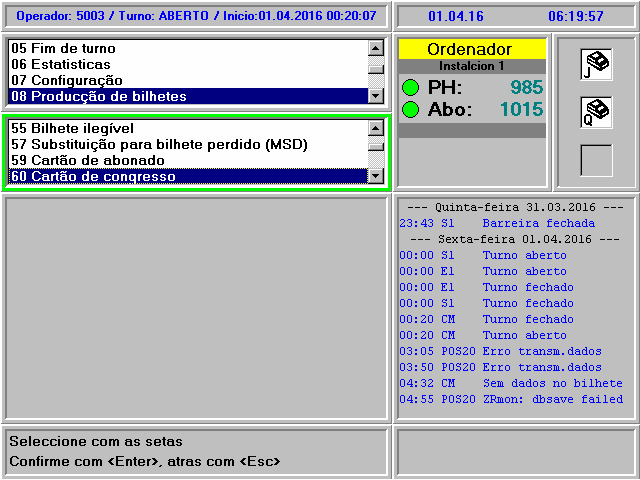 Operador: 5003 / Turno: ABERTO / Inicio:01.04.2016 00:20:07
01.04.16 06:19:57
05 Fim de turno
06 Estatisticas
07 Configuração
08 Producção de bilhetes
Ordenador
Instalcion 1
PH: 985
Abo: 1015
J
Q
55 Bilhete ilegível
57 Substituição para bilhete perdido (MSD)
59 Cartão de abonado
60 Cartão de congresso
--- Quinta-feira 31.03.2016 ---
23:43 S1 Barreira fechada
--- Sexta-feira 01.04.2016 ---
00:00 S1 Turno aberto
00:00 E1 Turno aberto
00:00 E1 Turno fechado
00:00 S1 Turno fechado
00:20 CM Turno fechado
00:20 CM Turno aberto
03:05 POS20 Erro transm.dados
03:50 POS20 Erro transm.dados
04:32 CM Sem dados no bilhete
04:55 POS20 ZRmon: dbsave failed
Seleccione com as setas
Confirme com <Enter>, atras com <Esc>